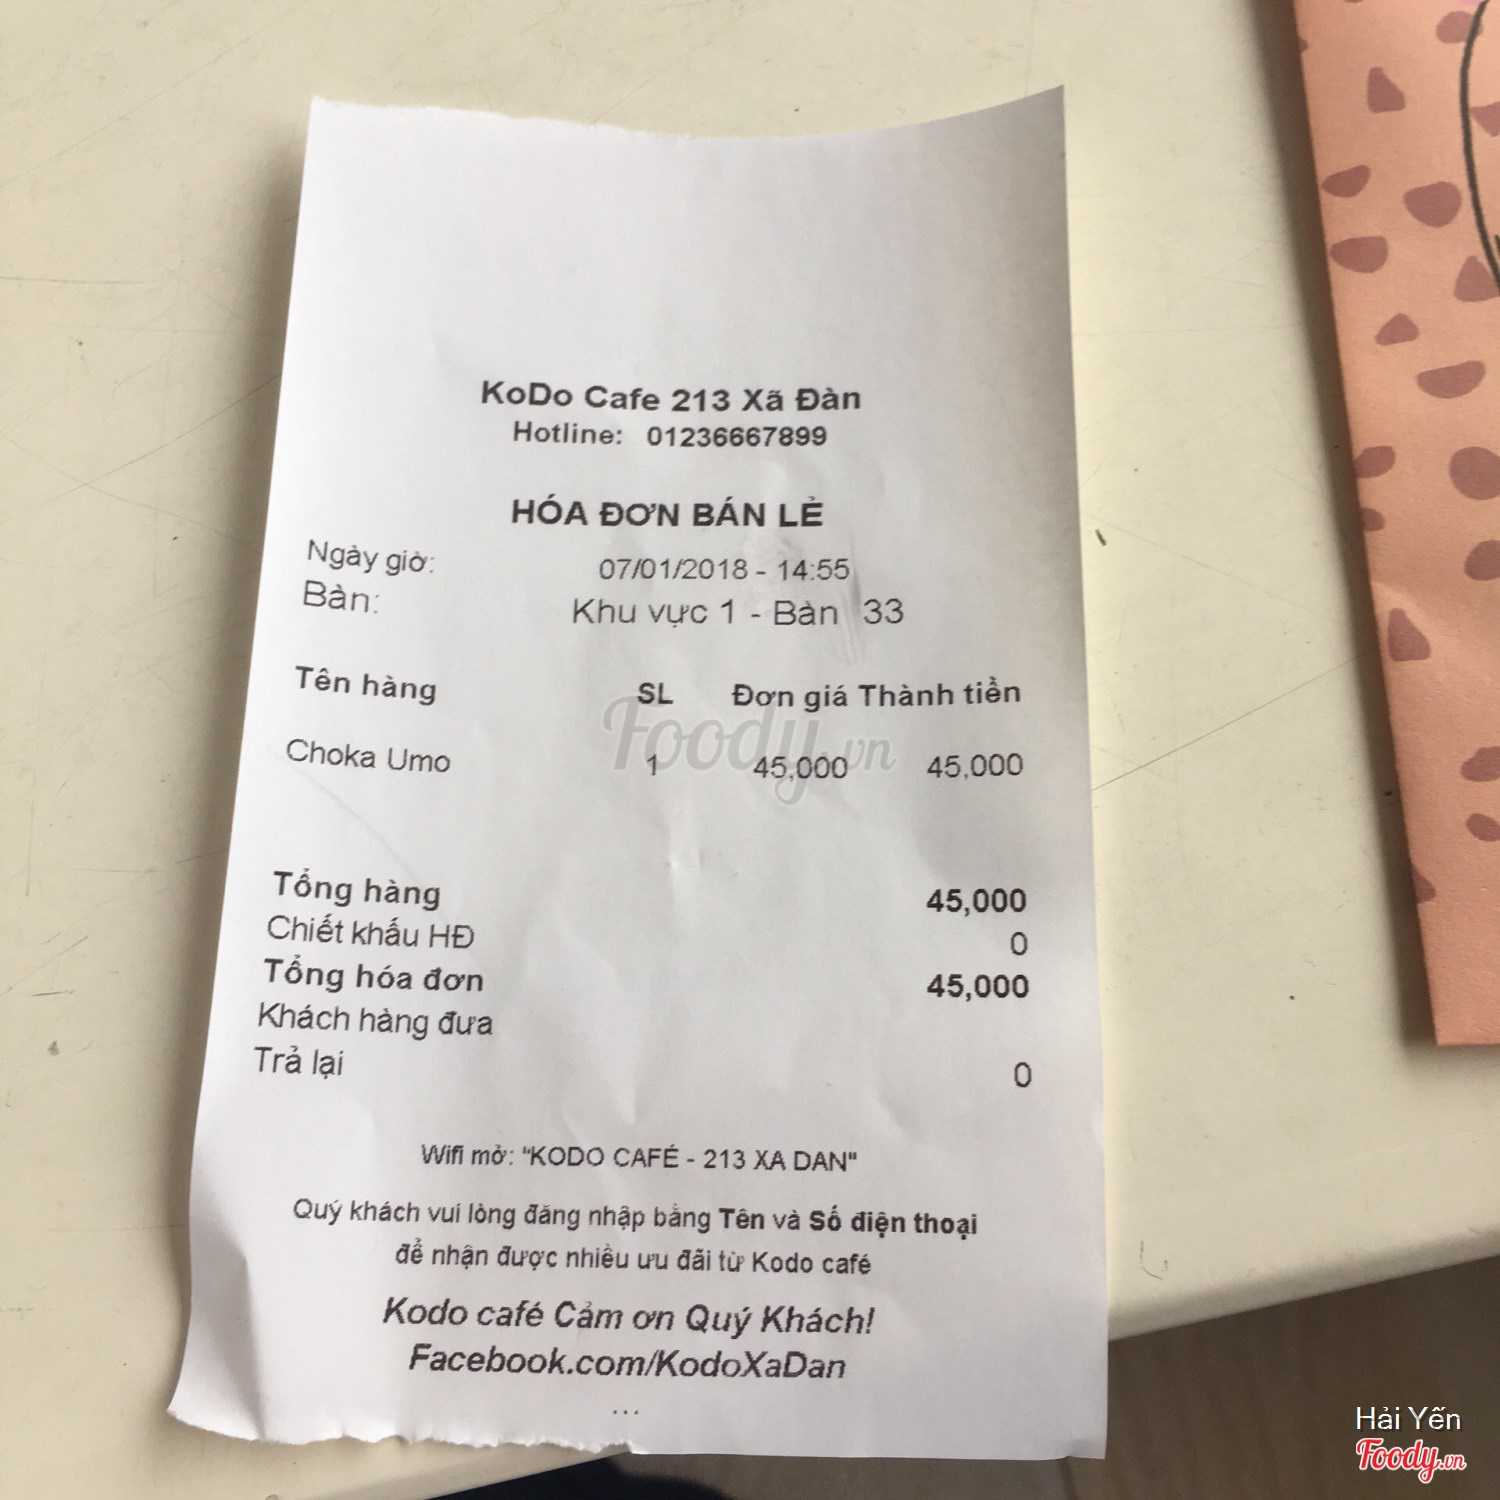 KoDo Cafe 213 Xã Đàn
Hotline: 01236667899
HÓA ĐƠN BÁN LẺ
Ngày giờ: 07/01/2018 - 14:55
Bàn: Khu vực 1 - Bàn 33
Tên hàng SL Đơn giá Thành tiền
Choka Umo 1 45,000 45,000
Foody.vn
Tổng hàng 45,000
Chiết khấu HĐ 0
Tổng hóa đơn 45,000
Khách hàng đưa
Trả lại 0
Wifi mở: "KODO CAFÉ - 213 XA DAN"
Quý khách vui lòng đăng nhập bằng Tên và Số điện thoại
để nhận được nhiều ưu đãi từ Kodo café
Kodo café Cảm ơn Quý Khách!
Facebook.com/KodoXaDan
...
Hải Yến
Foody.vn